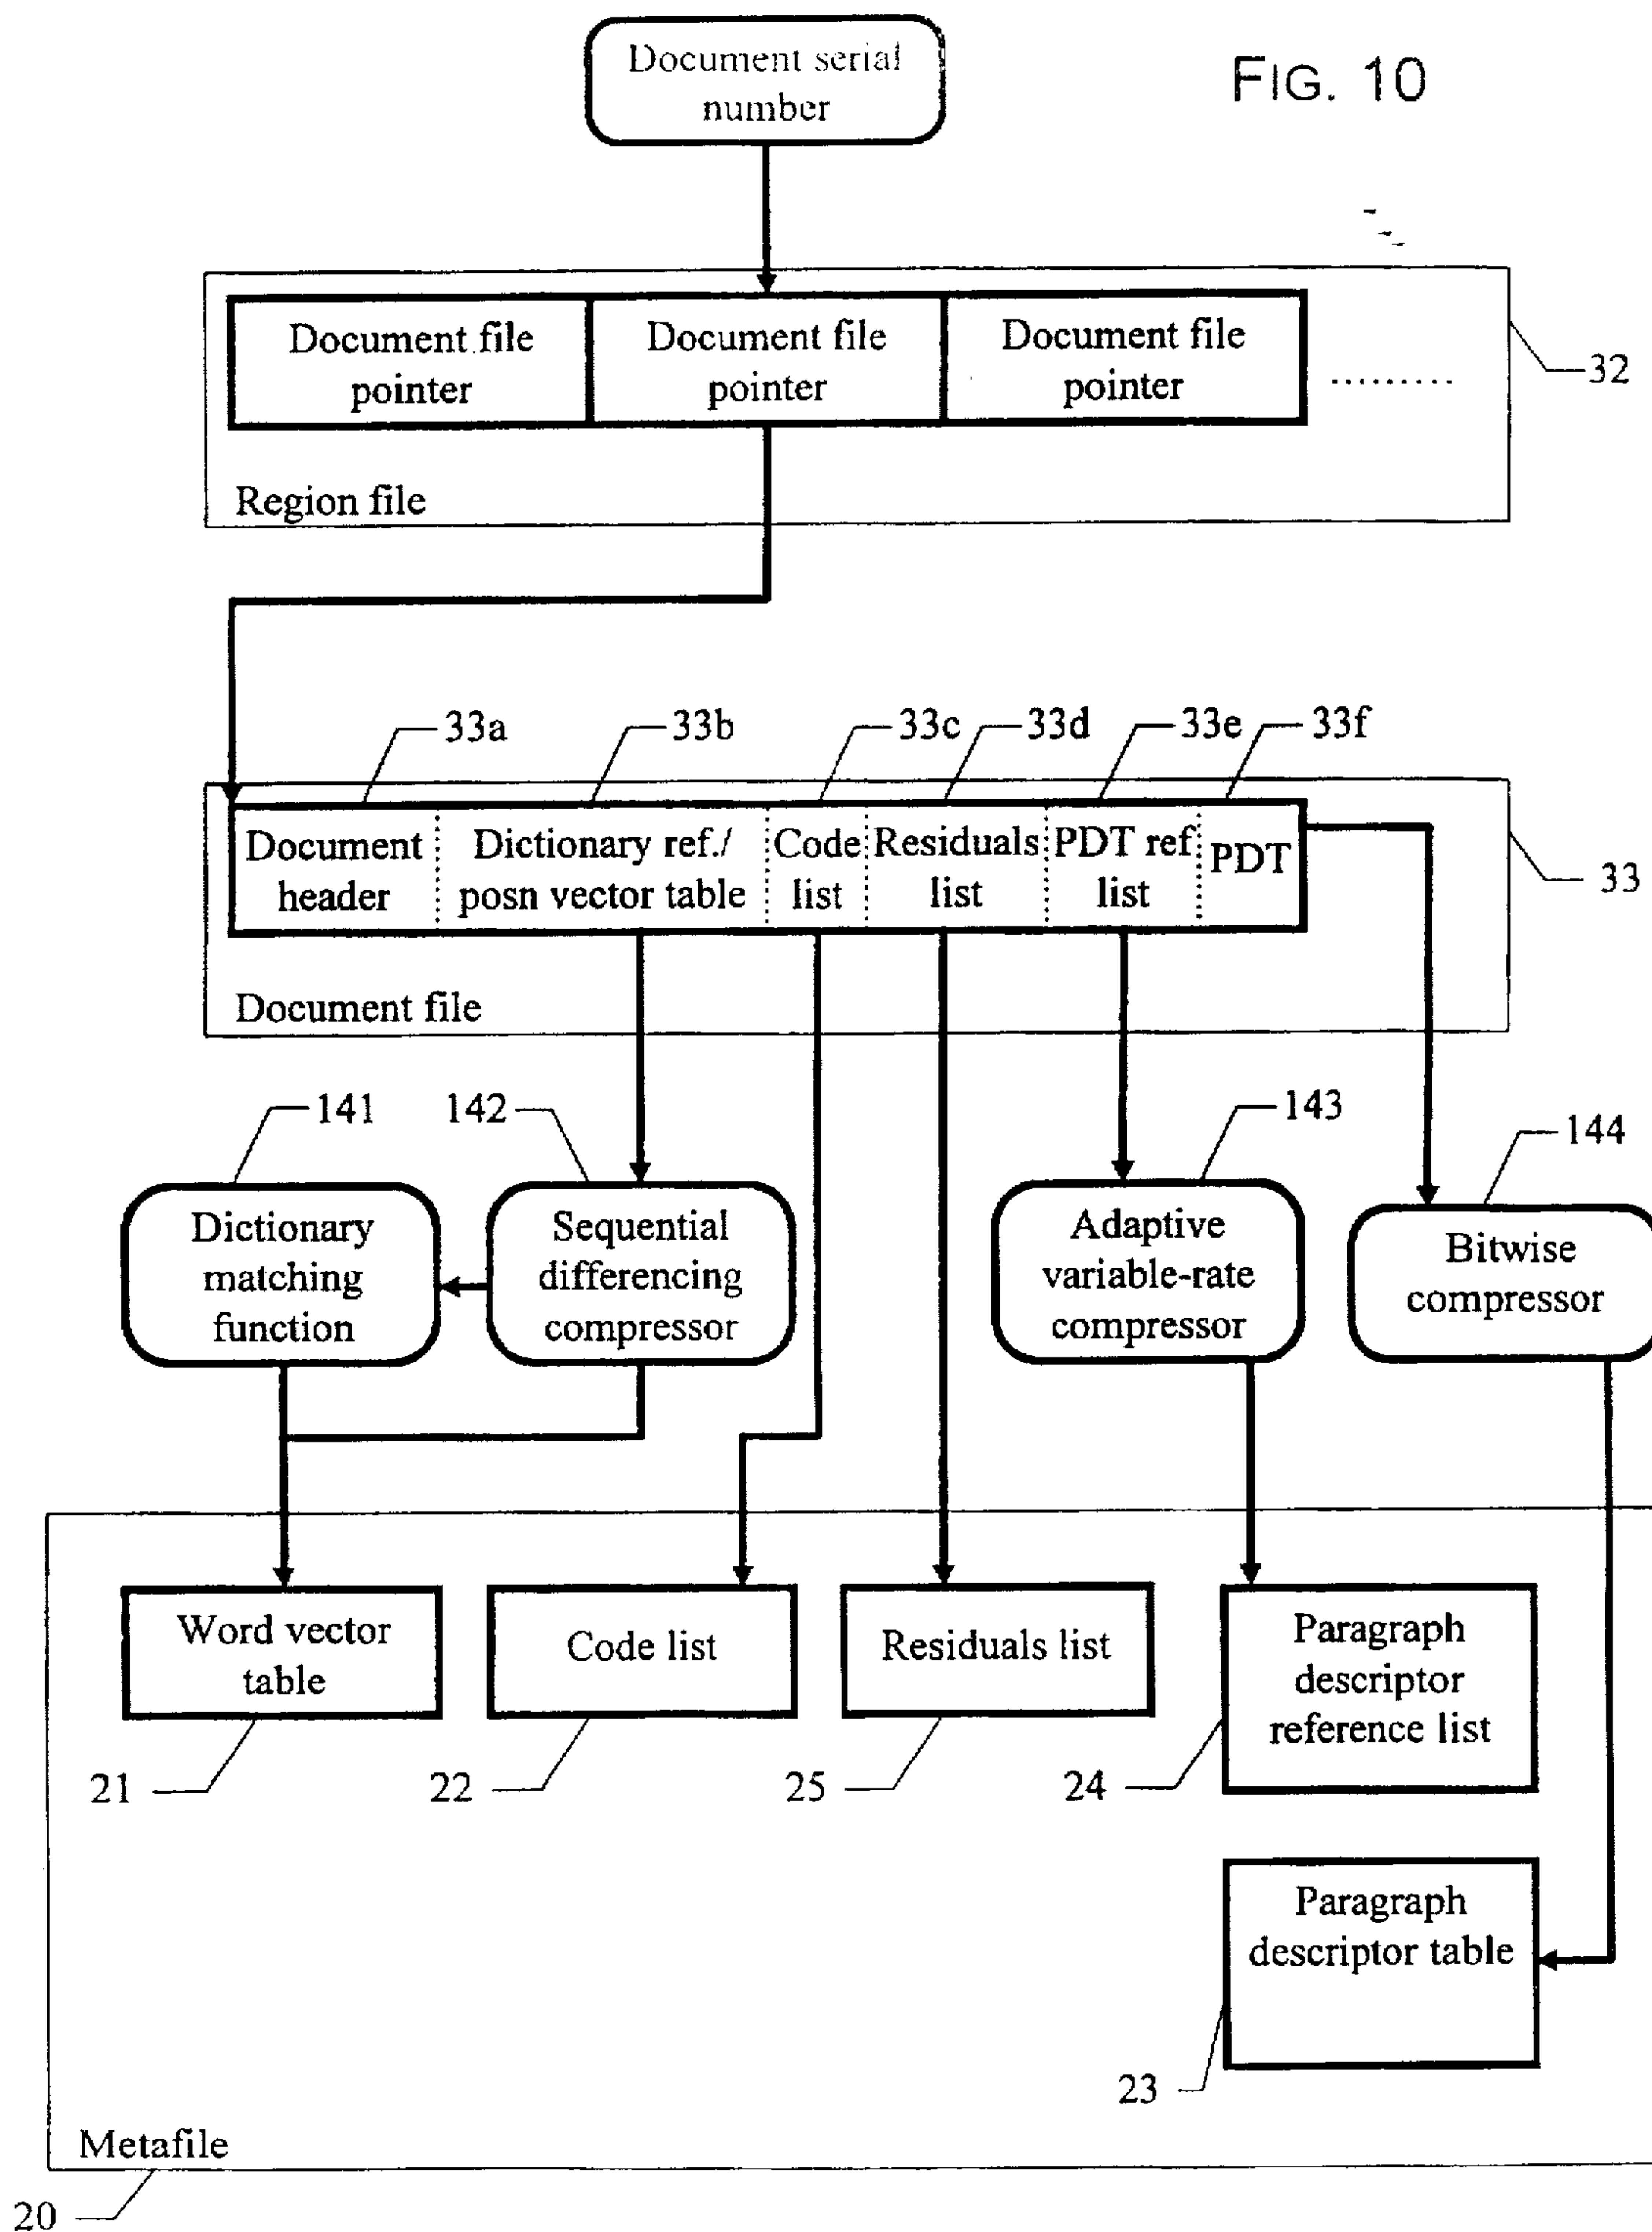 Document serial
number
FIG. 10
Document file
pointer
Document file
pointer
Document file
pointer
..........
32
Region file
33a
33b
33c
33d
33e
33f
Document
header
Dictionary ref./
posn vector table
Code
list
Residuals
list
PDT ref
list
PDT
33
Document file
141
142
143
144
Dictionary
matching
function
Sequential
differencing
compressor
Adaptive
variable-rate
compressor
Bitwise
compressor
Word vector
table
Code list
Residuals list
Paragraph
descriptor
reference list
21
22
25
24
Paragraph
descriptor table
23
Metafile
20